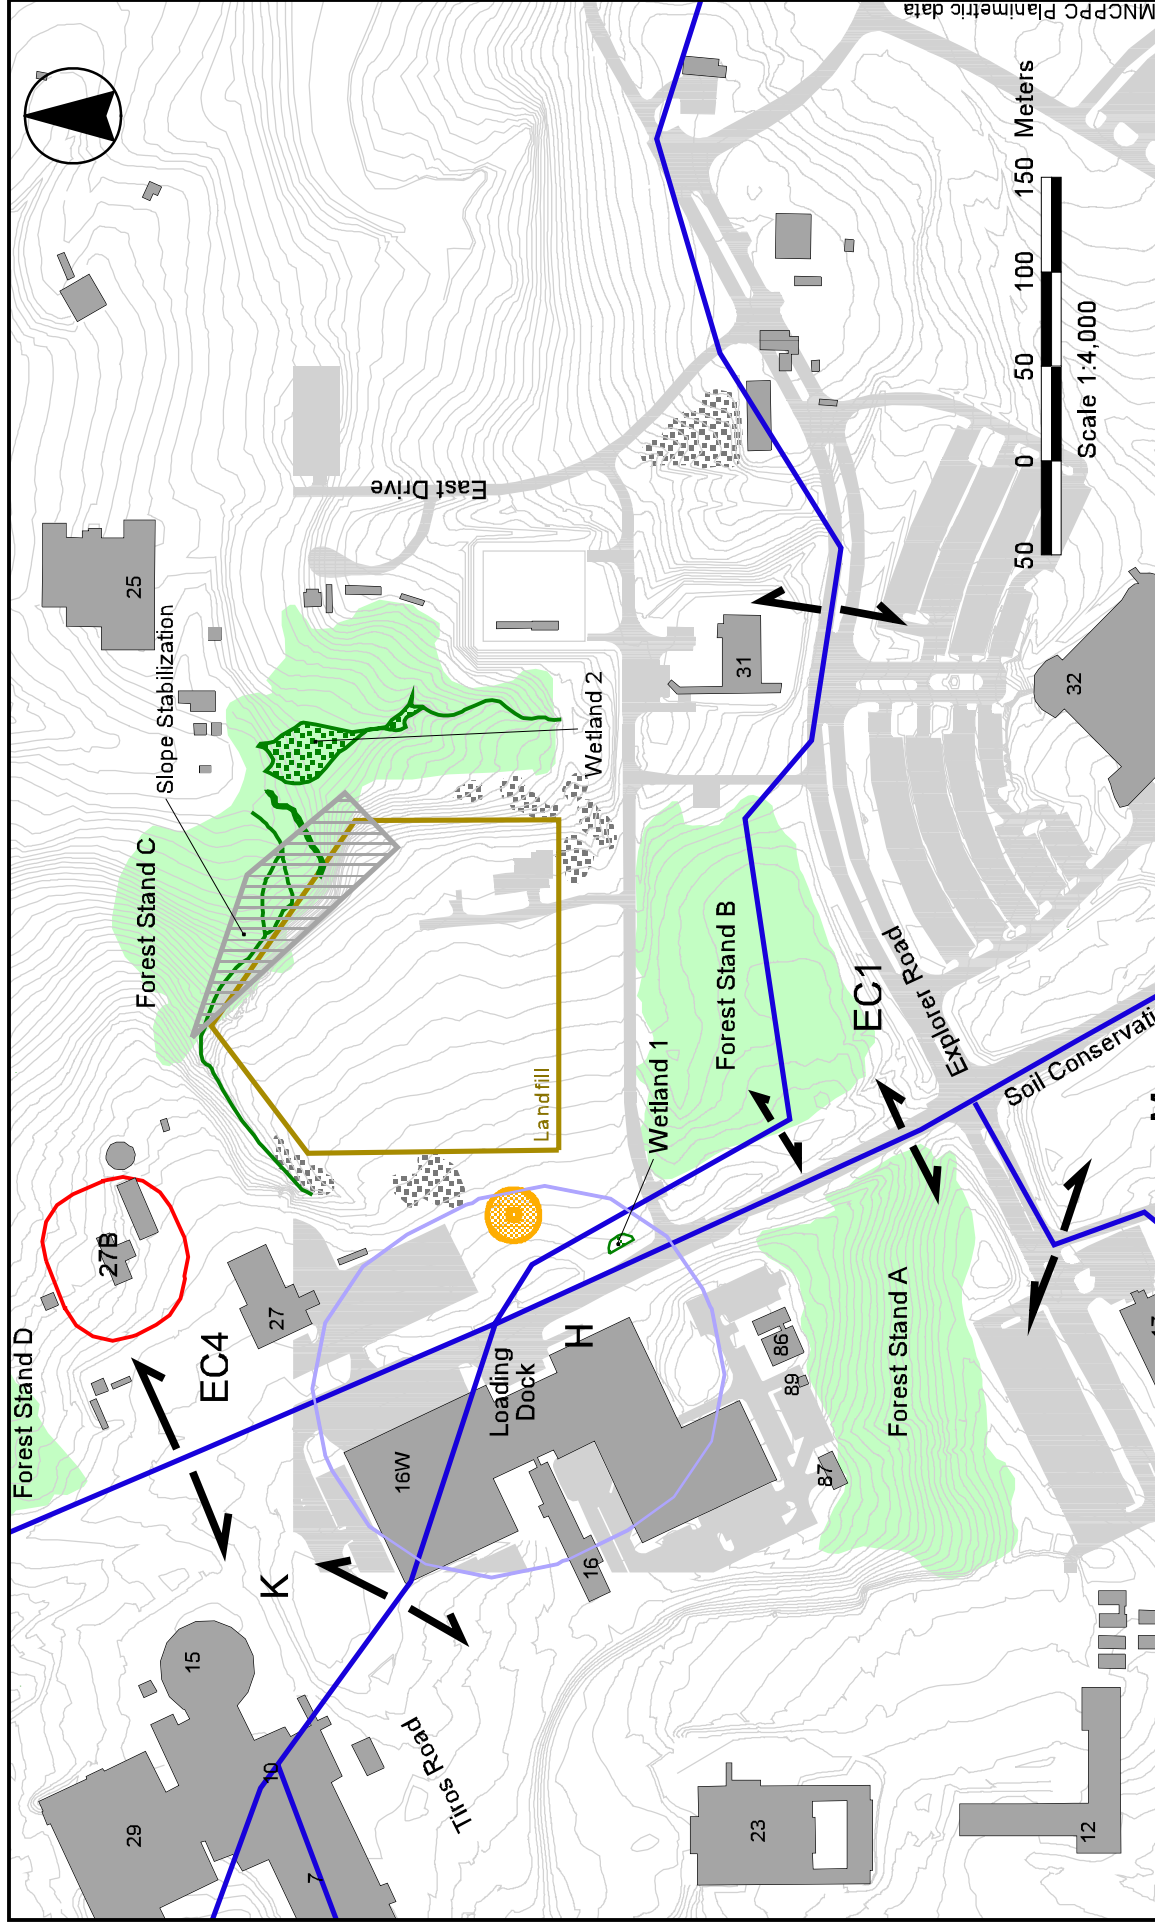 MNCPPC Planimetric data
25
Slope Stabilization
East Drive
50
0
50
100
150
Meters
Scale 1:4,000
Forest Stand C
Wetland 2
31
32
Landfill
Wetland 1
Forest Stand B
EC1
Explorer Road
Soil Conservati
27B
Forest Stand D
EC4
27
H
Loading
Dock
16W
86
89
87
Forest Stand A
17
K
16
15
10
29
7
Tiros Road
23
12